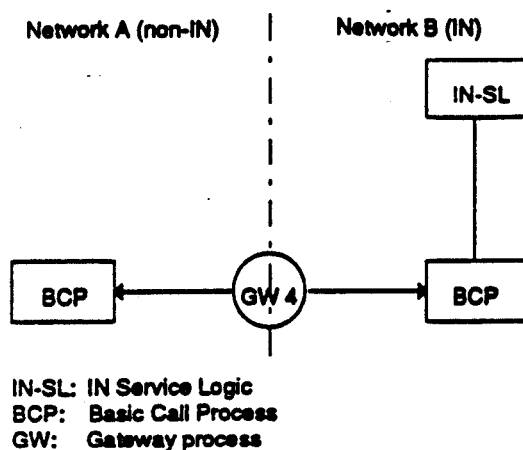 Network A (non-IN)
Network B (IN)
IN-SL
BCP
GW 4
BCP
IN-SL: IN Service Logic
BCP: Basic Call Process
GW: Gateway process